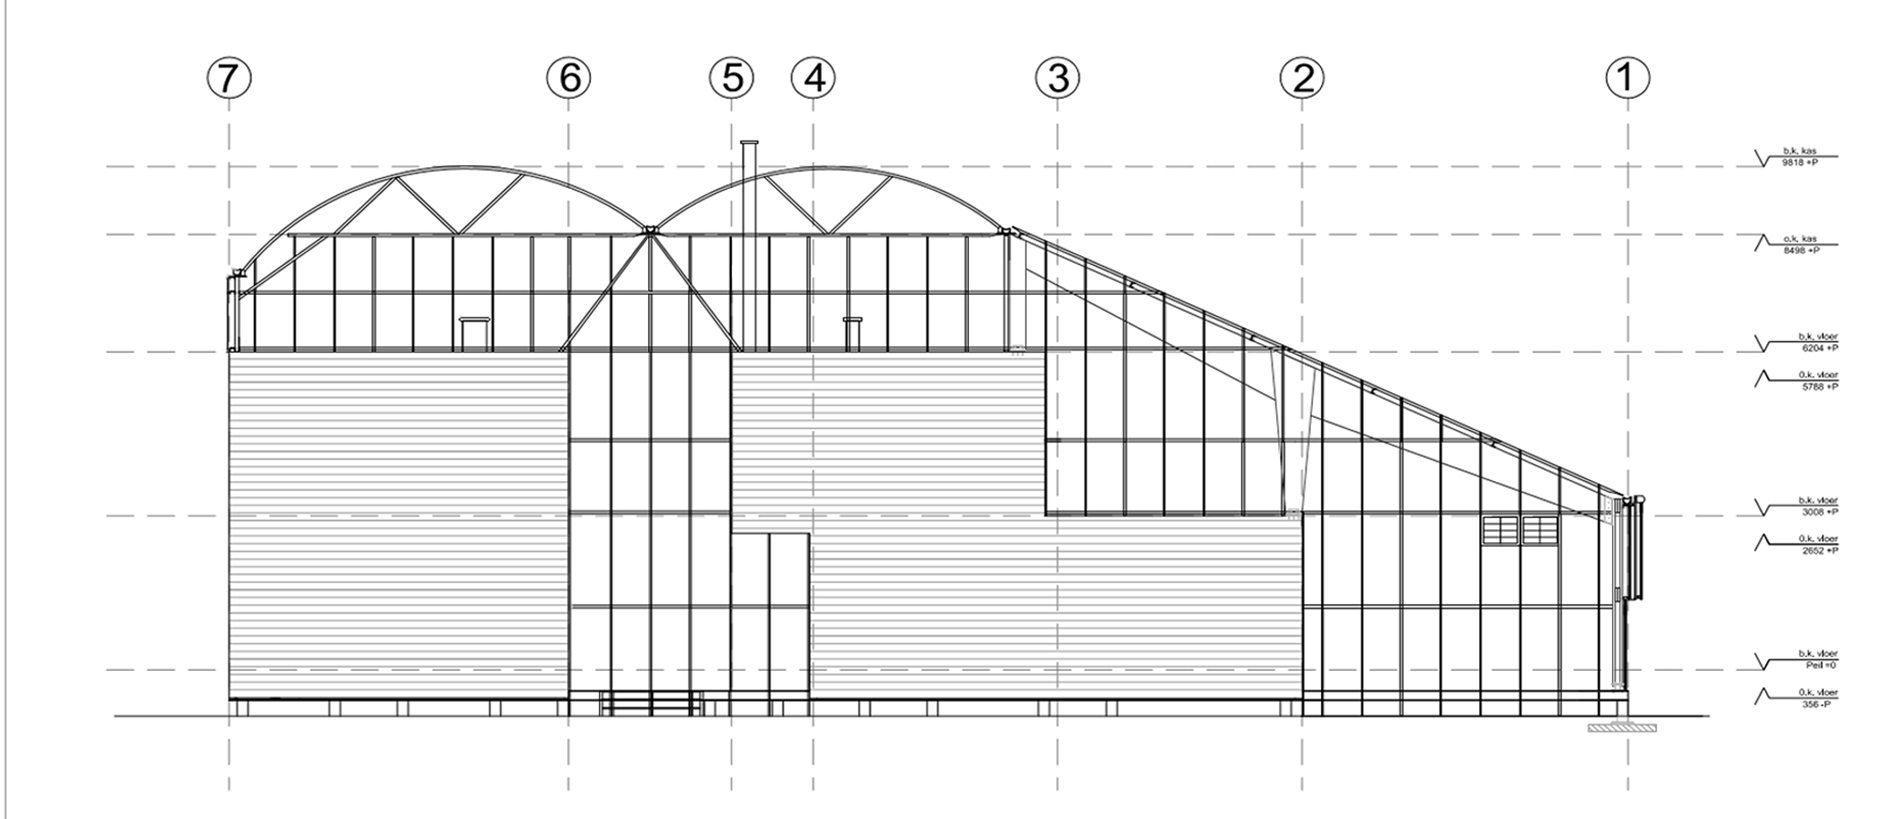 7 6 5 4 3 2 1
b.k. kas
9818 +P
o.k. kas
8498 +P
b.k. vloer
6204 +P
0.k. vloer
5788 +P
b.k. vloer
3008 +P
0.k. vloer
2652 +P
b.k. vloer
Peil =0
0.k. vloer
356 -P